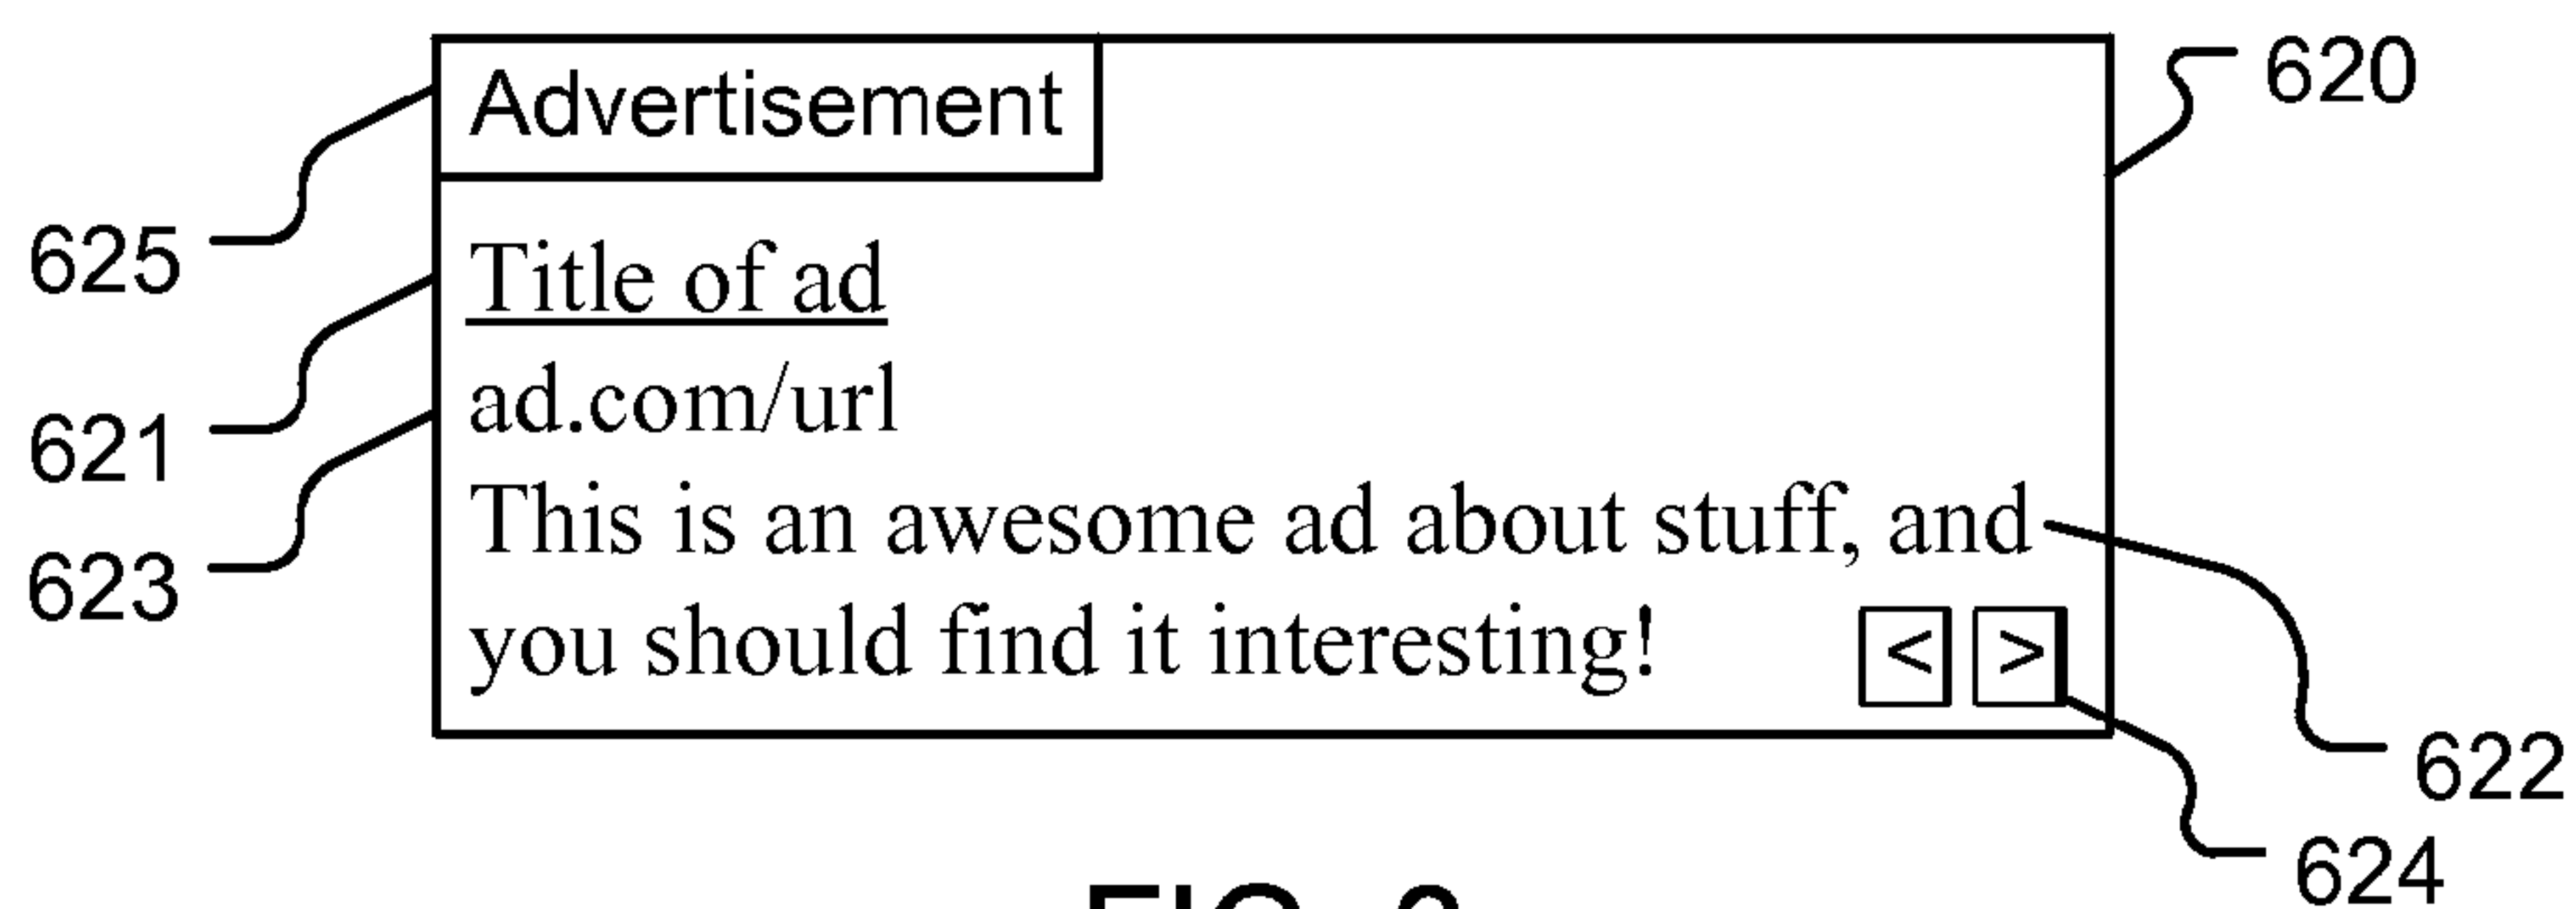 Advertisement
620
625
Title of ad
621
ad.com/url
623
This is an awesome ad about stuff, and
you should find it interesting!
< >
622
624